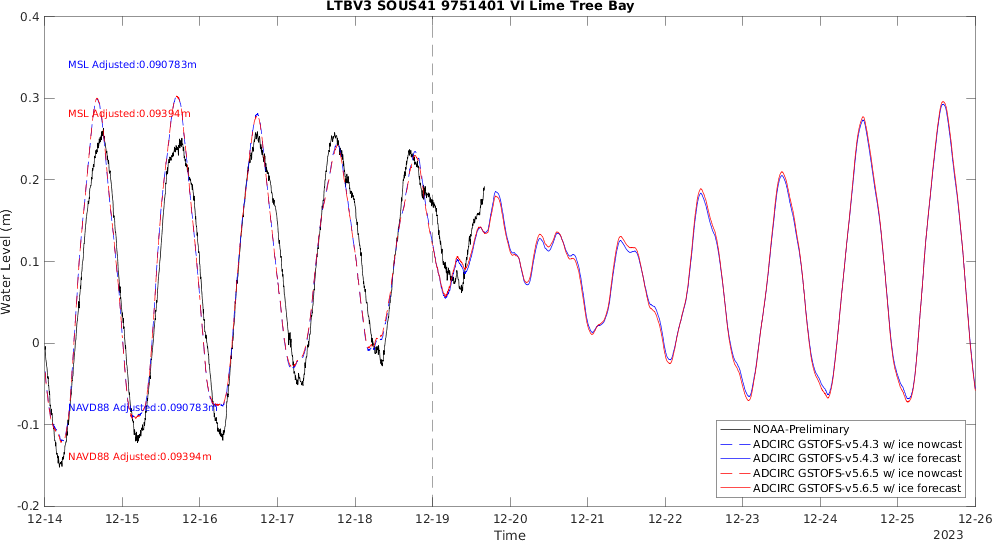 LTBV3 SOUS41 9751401 VI Lime Tree Bay
0.4
MSL Adjusted:0.090783m
0.3
MSL Adjusted:0.09394m
0.2
Water Level (m)
0.1
0
NAVD88 Adjusted:0.090783m
-0.1
NAVD88 Adjusted:0.09394m
NOAA-Preliminary
ADCIRC GSTOFS-v5.4.3 w/ ice nowcast
ADCIRC GSTOFS-v5.4.3 w/ ice forecast
ADCIRC GSTOFS-v5.6.5 w/ ice nowcast
ADCIRC GSTOFS-v5.6.5 w/ ice forecast
-0.2
12-14 12-15 12-16 12-17 12-18 12-19 12-20 12-21 12-22 12-23 12-24 12-25 12-26
Time
2023